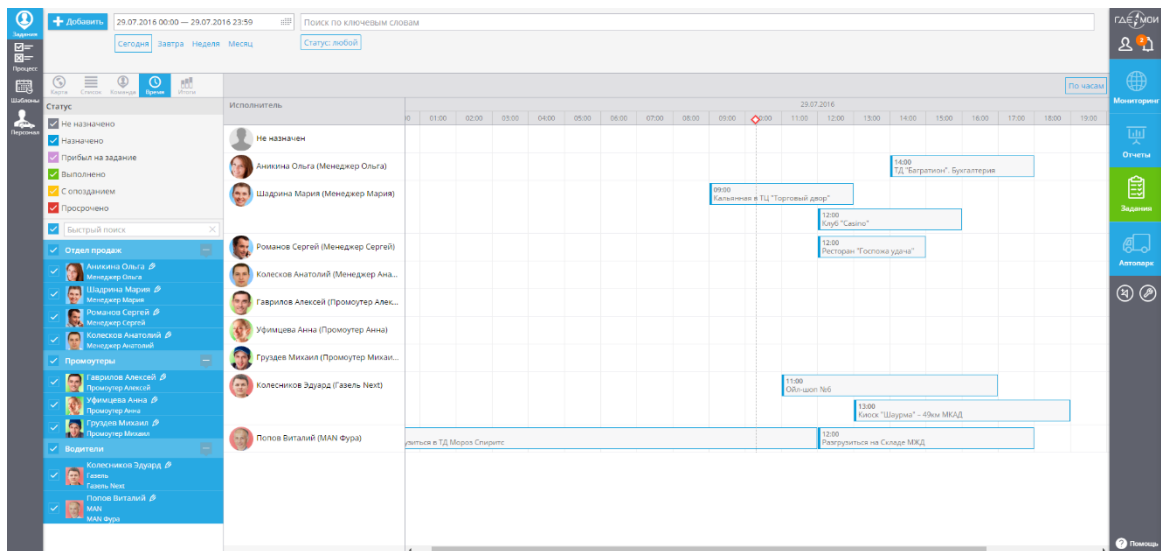 Задания
Добавить
29.07.2016 00:00 — 29.07.2016 23:59
Поиск по ключевым словам
Сегодня Завтра Неделя Месяц
Статус: любой
ГДЕМОИ
Процесс
Шаблоны
Персонал
Карта Список Команда Время Итоги
По часам
Статус
Не назначено
Назначено
Прибыл на задание
Выполнено
С опозданием
Просрочено
Быстрый поиск
Отдел продаж
Аникина Ольга
Менеджер Ольга
Шадрина Мария
Менеджер Мария
Романов Сергей
Менеджер Сергей
Колесков Анатолий
Менеджер Анатолий
Промоутеры
Гаврилов Алексей
Промоутер Алексей
Уфимцева Анна
Промоутер Анна
Груздев Михаил
Промоутер Михаил
Водители
Колесников Эдуард
Газель
Газель Next
Попов Виталий
MAN
MAN Фура
Исполнитель
29.07.2016
01:00 02:00 03:00 04:00 05:00 06:00 07:00 08:00 09:00 11:00 12:00 13:00 14:00 15:00 16:00 17:00 18:00 19:00
Не назначен
Аникина Ольга (Менеджер Ольга)
14:00
ТД "Багратион". Бухгалтерия
Шадрина Мария (Менеджер Мария)
09:00
Кальянная в ТЦ "Торговый двор"
12:00
Клуб "Casino"
Романов Сергей (Менеджер Сергей)
12:00
Ресторан "Госпожа удача"
Колесков Анатолий (Менеджер Ана...
Гаврилов Алексей (Промоутер Алек...
Уфимцева Анна (Промоутер Анна)
Груздев Михаил (Промоутер Михаи...
Колесников Эдуард (Газель Next)
11:00
Ойл-шоп №6
13:00
Киоск "Шаурма" – 49км МКАД
Попов Виталий (MAN Фура)
узиться в ТД Мороз Спиритс
12:00
Разгрузиться на Складе МЖД
Мониторинг
Отчеты
Задания
Автопарк
Помощь